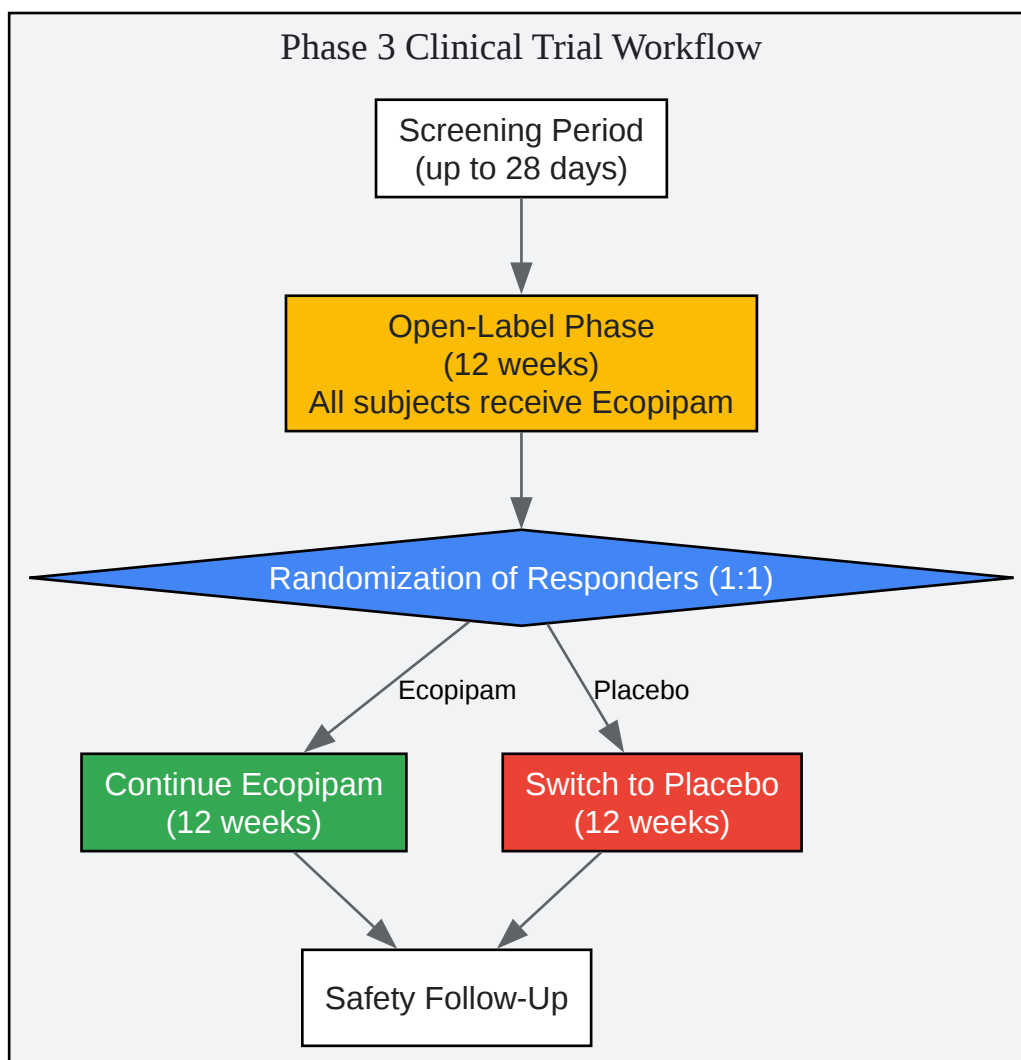 Phase 3 Clinical Trial Workflow
Screening Period
(up to 28 days)
Open-Label Phase
(12 weeks)
All subjects receive Ecopipam
Randomization of Responders (1:1)
Ecopipam
Placebo
Continue Ecopipam
(12 weeks)
Switch to Placebo
(12 weeks)
Safety Follow-Up